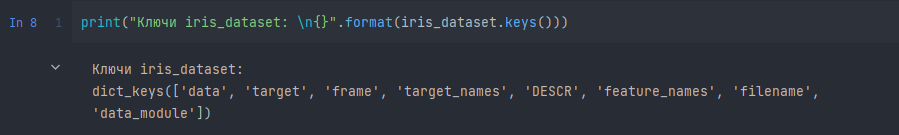 In 8 1 print("Ключи iris_dataset: \n{}".format(iris_dataset.keys()))
Ключи iris_dataset:
dict_keys(['data', 'target', 'frame', 'target_names', 'DESCR', 'feature_names', 'filename',
'data_module'])